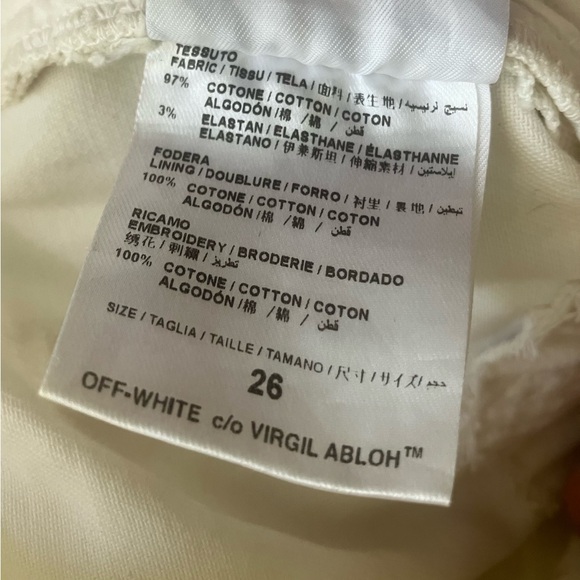 TESSUTO
FABRIC / TISSU / TELA / 面料 / 表生地 / نسيج نرنيسيه /
97% COTONE / COTTON / COTON
ALGODÓN /棉 /綿 / قطن
3% ELASTAN / ELASTHANE / ÉLASTHANNE
ELASTANO / 伊莱斯坦 / 伸縮素材 / إيلاستين
FODERA
LINING / DOUBLURE / FORRO / 衬里 / 裏地 / تبطين
100% COTONE / COTTON / COTON
ALGODÓN /棉 /綿 / قطن
RICAMO
EMBROIDERY / BRODERIE / BORDADO
绣花 / 刺繍 / تطريز
100% COTONE / COTTON / COTON
ALGODÓN /棉 /綿 / قطن
SIZE / TAGLIA / TAILLE / TAMANO / 尺寸 / サイズ / حجم
26
OFF-WHITE c/o VIRGIL ABLOH™